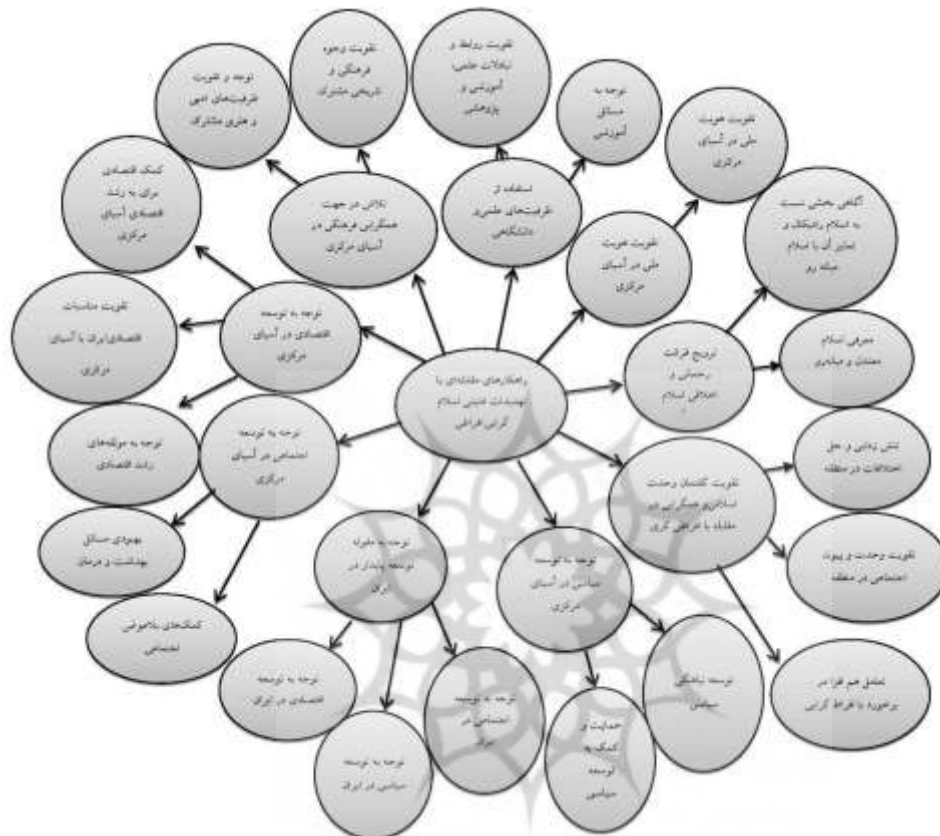 راهکارهای مقابله‌ای با
تهدیدات امنیتی اسلام
گرایی افراطی
تقویت هویت
ملی در آسیای
مرکزی
تقویت هویت
ملی در آسیای
مرکزی
استفاده از
ظرفیت‌های علمی و
دانشگاهی
توجه به
مسائل
آموزشی
تقویت روابط و
تبادلات علمی،
آموزشی و
پژوهشی
تلاش در جهت
همگرایی فرهنگی در
آسیای مرکزی
تقویت وجوه
فرهنگی و
تاریخی مشترک
توجه و تقویت
ظرفیت‌های ادبی
و هنری مشترک
توجه به توسعه
اقتصادی در آسیای
مرکزی
کمک اقتصادی
برای به رشد
اقتصادی آسیای
مرکزی
تقویت مناسبات
اقتصادی ایران با آسیای
مرکزی
توجه به مولفه‌های
رشد اقتصادی
توجه به توسعه
اجتماعی در آسیای
مرکزی
بهبودی مسائل
بهداشت و درمان
کمک‌های بلاعوض
اجتماعی
توجه به مقوله
توسعه پایدار در
ایران
توجه به توسعه
اقتصادی در ایران
توجه به توسعه
سیاسی در ایران
توجه به توسعه
اجتماعی در
ایران
توجه به توسعه
سیاسی در آسیای
مرکزی
حمایت و
کمک به
توسعه
سیاسی
توسعه
سیاسی
تقویت گفتمان وحدت
اسلامی و همگرایی در
مقابله با افراطی گری
تعامل هم افزا در
برخورد با افراط گرایی
تقویت وحدت و پیوند
اجتماعی در منطقه
تنش زدایی و حل
اختلافات در منطقه
ترویج قرائت
رحمانی و
اخلاقی اسلام
معرفی اسلام
معتدل و میانه‌رو
آگاهی بخشی نسبت
به اسلام رادیکال و
تمایز آن با اسلام
میانه رو